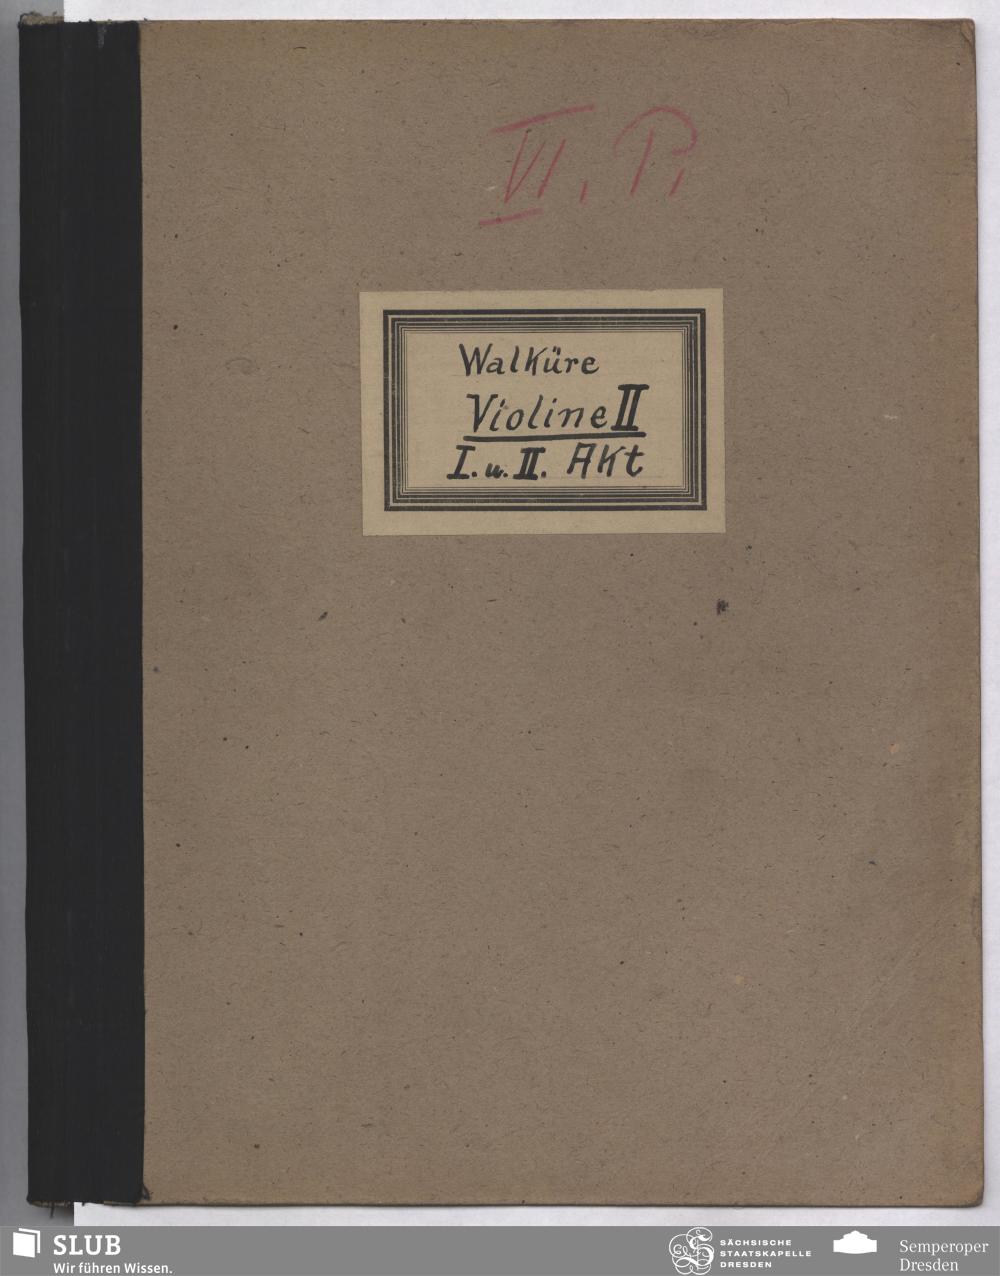 VI. P.
Walküre
Violine II
I. u. II. Akt
SLUB
Wir führen Wissen.
SÄCHSISCHE
STAATSKAPELLE
DRESDEN
Semperoper
Dresden